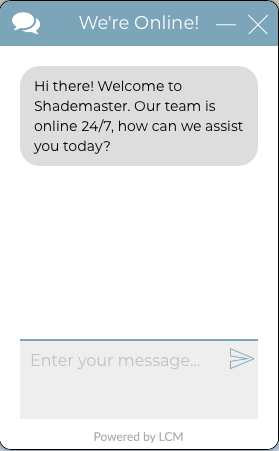 We're Online!
Hi there! Welcome to
Shademaster. Our team is
online 24/7, how can we assist
you today?
Enter your message...
Powered by LCM